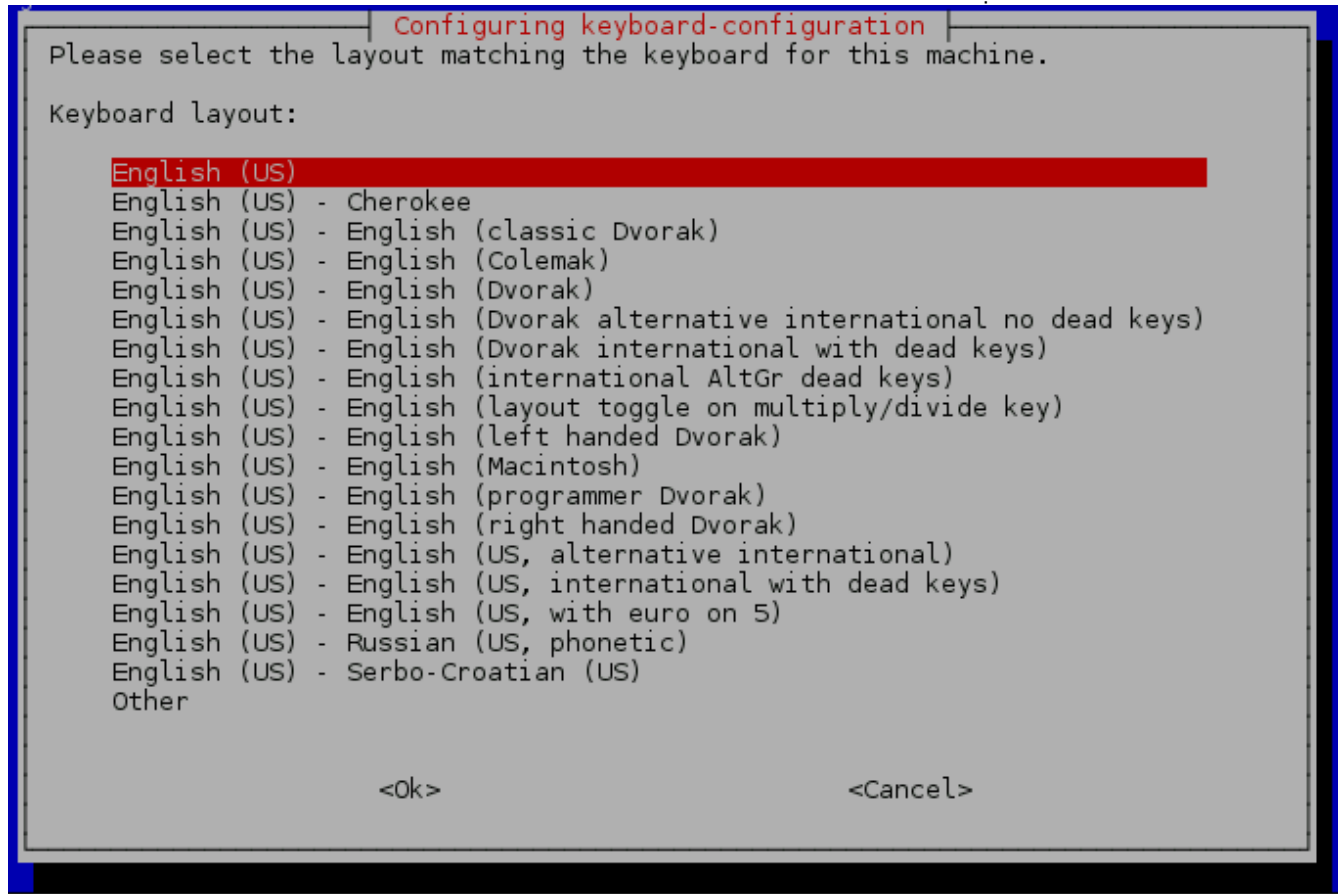 Configuring keyboard-configuration
Please select the layout matching the keyboard for this machine.
Keyboard layout:
English (US)
English (US) - Cherokee
English (US) - English (classic Dvorak)
English (US) - English (Colemak)
English (US) - English (Dvorak)
English (US) - English (Dvorak alternative international no dead keys)
English (US) - English (Dvorak international with dead keys)
English (US) - English (international AltGr dead keys)
English (US) - English (layout toggle on multiply/divide key)
English (US) - English (left handed Dvorak)
English (US) - English (Macintosh)
English (US) - English (programmer Dvorak)
English (US) - English (right handed Dvorak)
English (US) - English (US, alternative international)
English (US) - English (US, international with dead keys)
English (US) - English (US, with euro on 5)
English (US) - Russian (US, phonetic)
English (US) - Serbo-Croatian (US)
Other
<Ok> <Cancel>